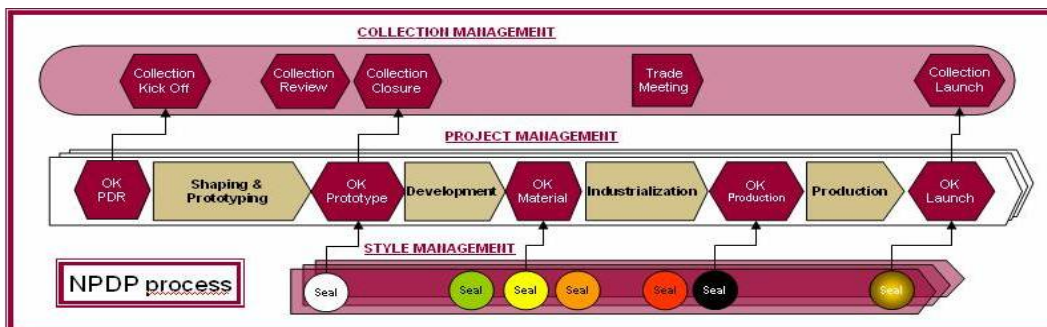 COLLECTION MANAGEMENT
Collection
Kick Off
Collection
Review
Collection
Closure
Trade
Meeting
Collection
Launch
PROJECT MANAGEMENT
OK
PDR
Shaping &
Prototyping
OK
Prototype
Development
OK
Material
Industrialization
OK
Production
Production
OK
Launch
STYLE MANAGEMENT
NPDP process
Seal
Seal
Seal
Seal
Seal
Seal
Seal